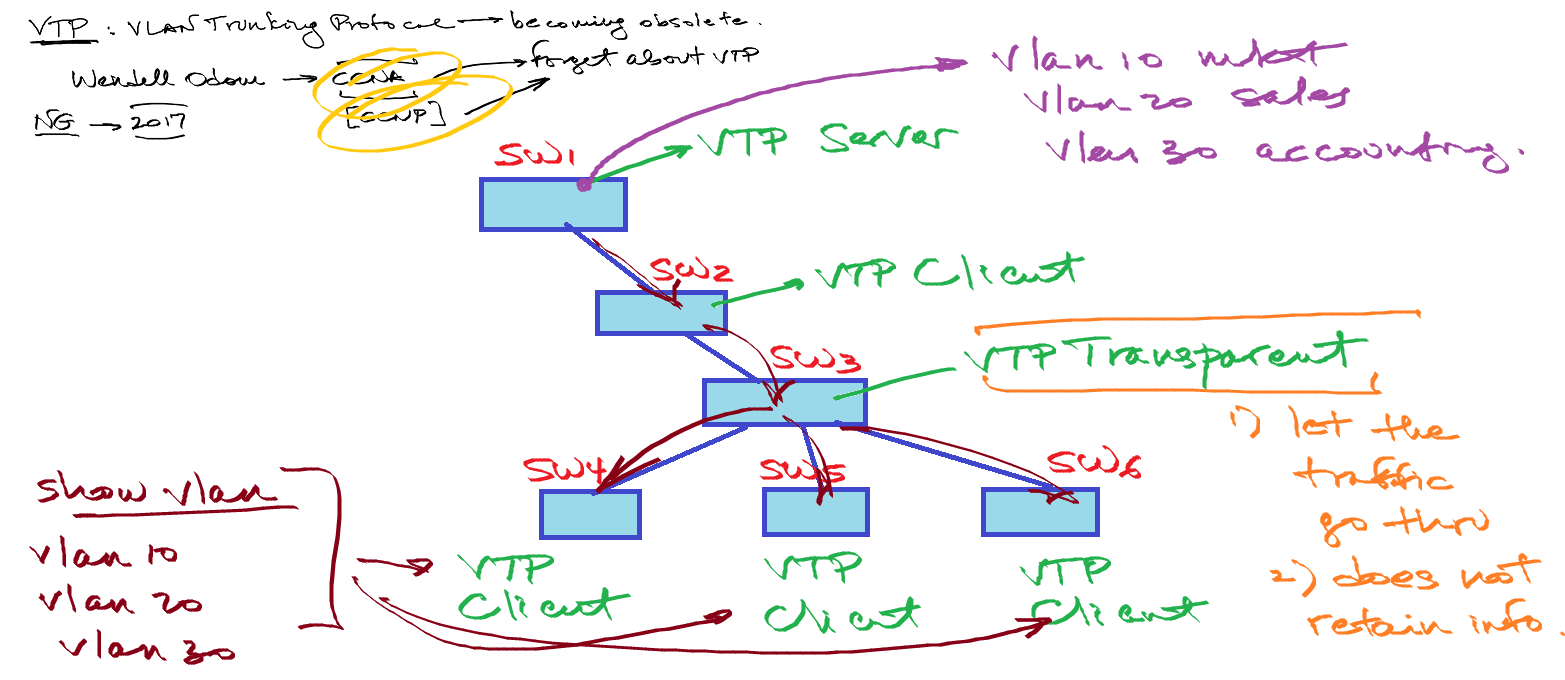 VTP : VLAN Trunking Protocol → becoming obsolete.
Wendell Odom → CCNA → forget about VTP
[CCNP]
NG → 2017
vlan 10 mkt
vlan 20 sales
vlan 30 accounting.
SW1
VTP Server
SW2
VTP Client
SW3
VTP Transparent
1) let the
traffic
go thru
2) does not
retain info.
SW4
SW5
SW6
show vlan
vlan 10
vlan 20
vlan 30
VTP
Client
VTP
Client
VTP
Client